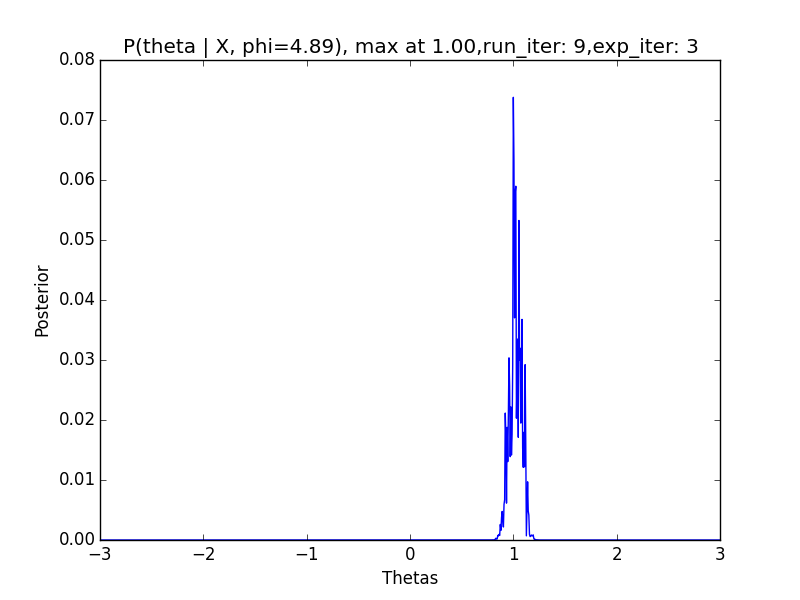 P(theta | X, phi=4.89), max at 1.00,run_iter: 9,exp_iter: 3
0.08
0.07
0.06
0.05
0.04
0.03
0.02
0.01
0.00
Posterior
−3 −2 −1 0 1 2 3
Thetas